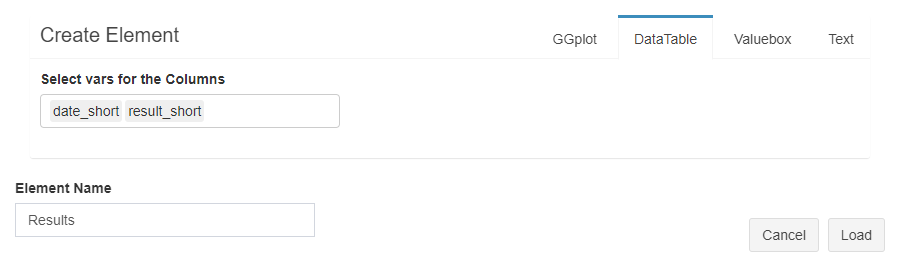 Create Element GGplot DataTable Valuebox Text
Select vars for the Columns
date_short result_short
Element Name
Results
Cancel Load